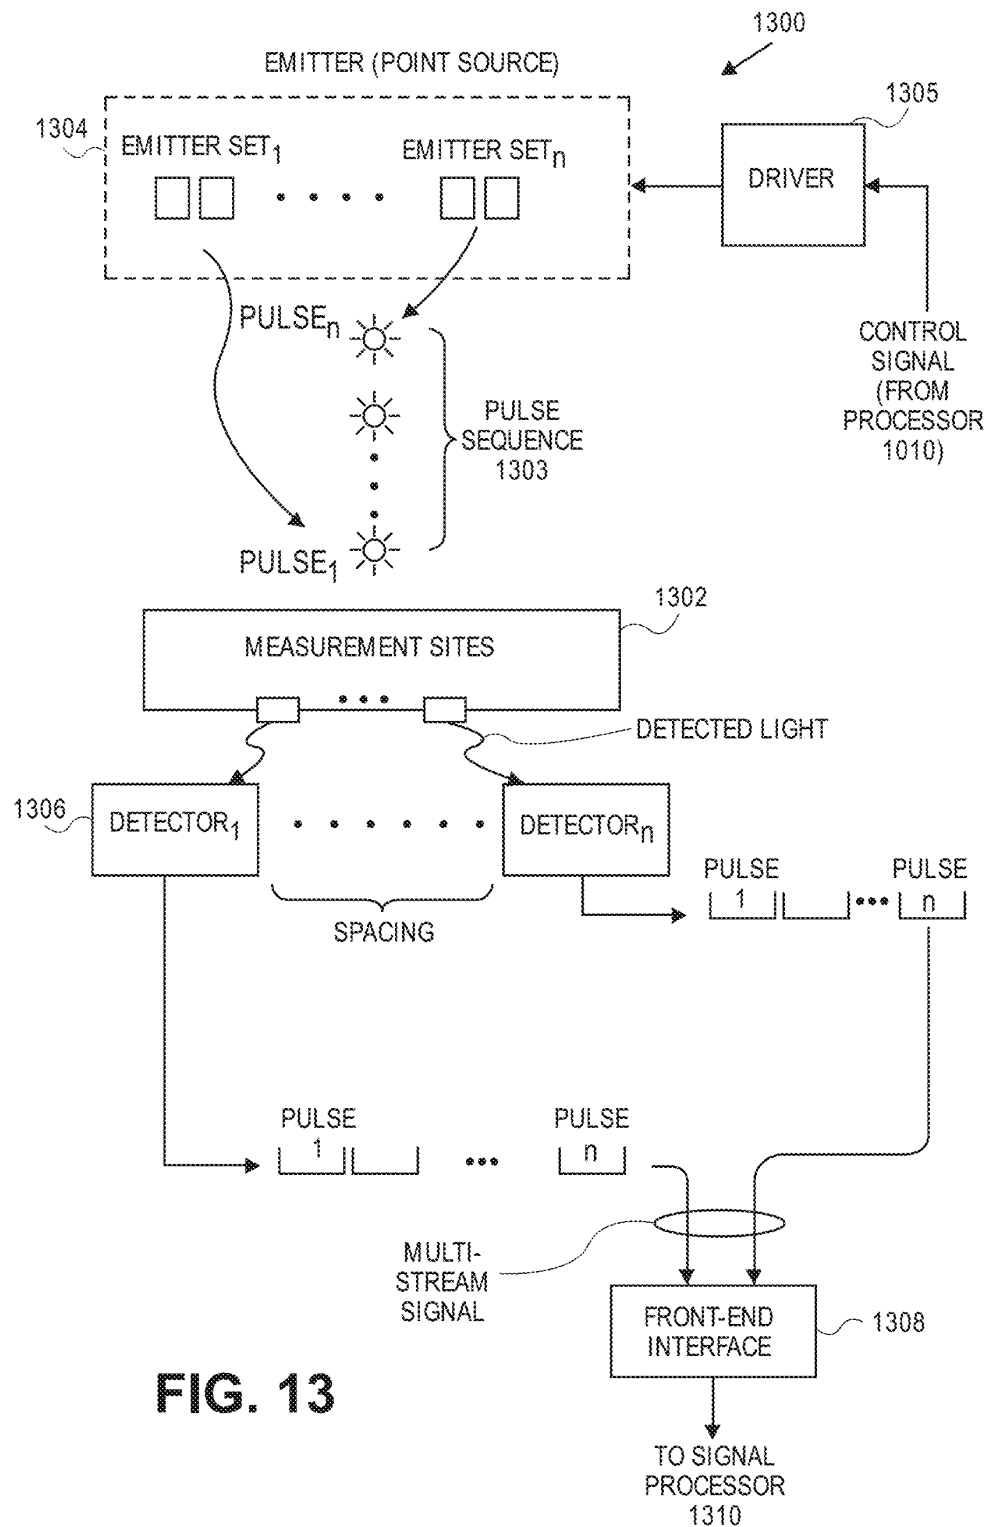 1300
EMITTER (POINT SOURCE)
1304
1305
EMITTER SET1
EMITTER SETn
DRIVER
PULSEn
CONTROL
SIGNAL
(FROM
PROCESSOR
1010)
PULSE
SEQUENCE
1303
PULSE1
1302
MEASUREMENT SITES
DETECTED LIGHT
1306
DETECTOR1
DETECTORn
SPACING
PULSE
1
PULSE
n
PULSE
1
PULSE
n
MULTI-
STREAM
SIGNAL
FRONT-END
INTERFACE
1308
FIG. 13
TO SIGNAL
PROCESSOR
1310